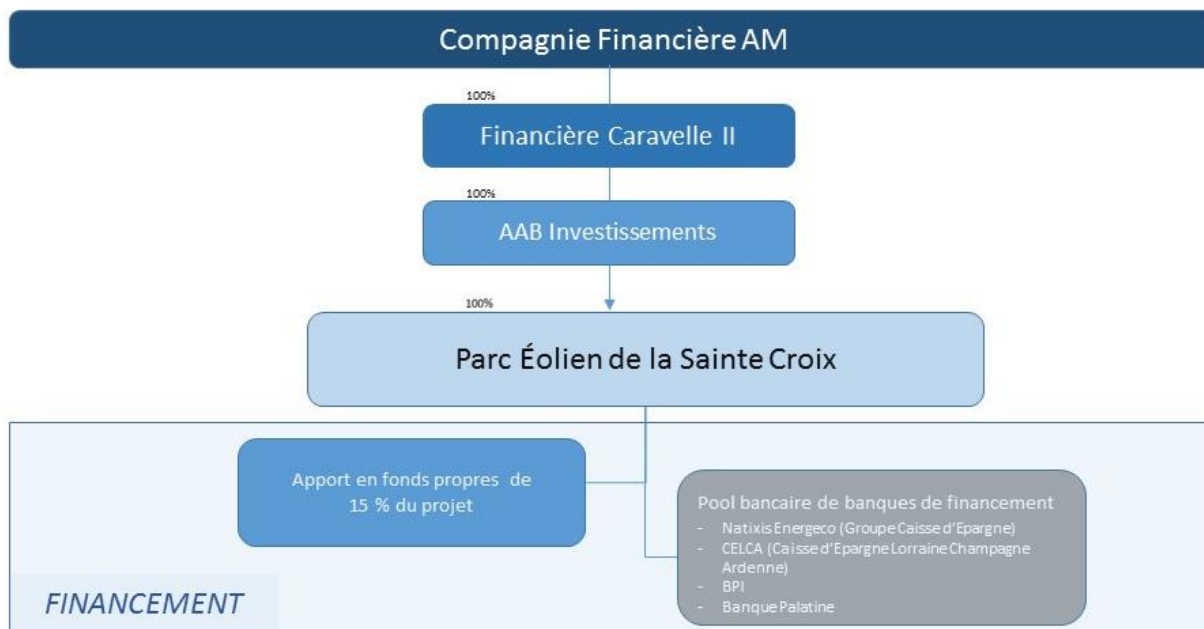 Compagnie Financière AM
100%
Financière Caravelle II
100%
AAB Investissements
100%
Parc Éolien de la Sainte Croix
Apport en fonds propres de
15 % du projet
Pool bancaire de banques de financement
- Natixis Energeco (Groupe Caisse d'Epargne)
- CELCA (Caisse d'Epargne Lorraine Champagne
Ardenne)
- BPI
- Banque Palatine
FINANCEMENT